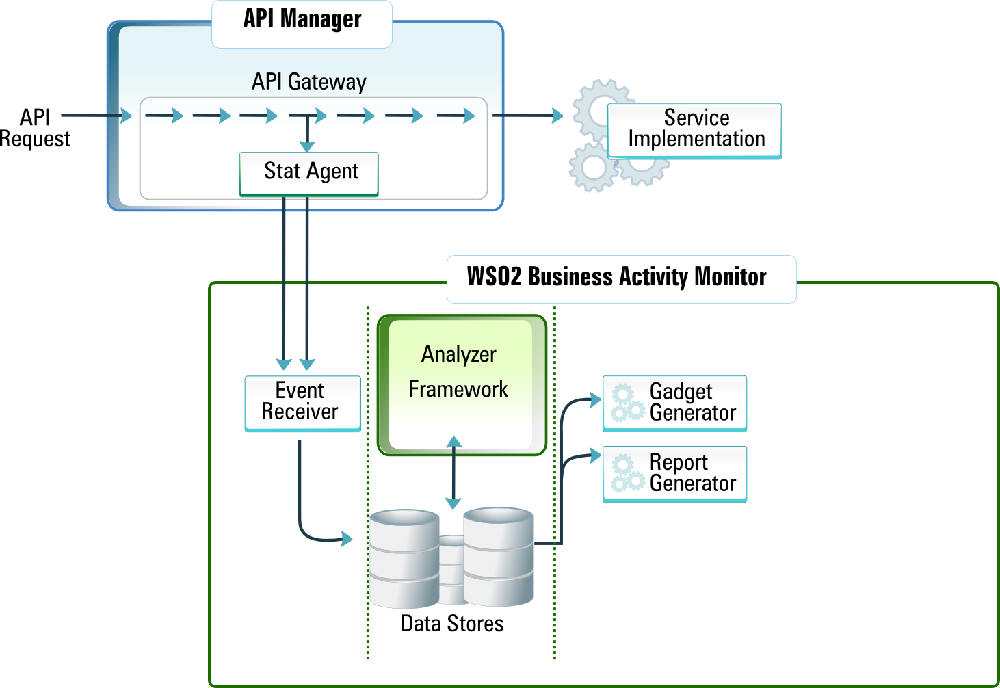 API Manager
API Gateway
API
Request
Service
Implementation
Stat Agent
WSO2 Business Activity Monitor
Analyzer
Framework
Event
Receiver
Gadget
Generator
Report
Generator
Data Stores